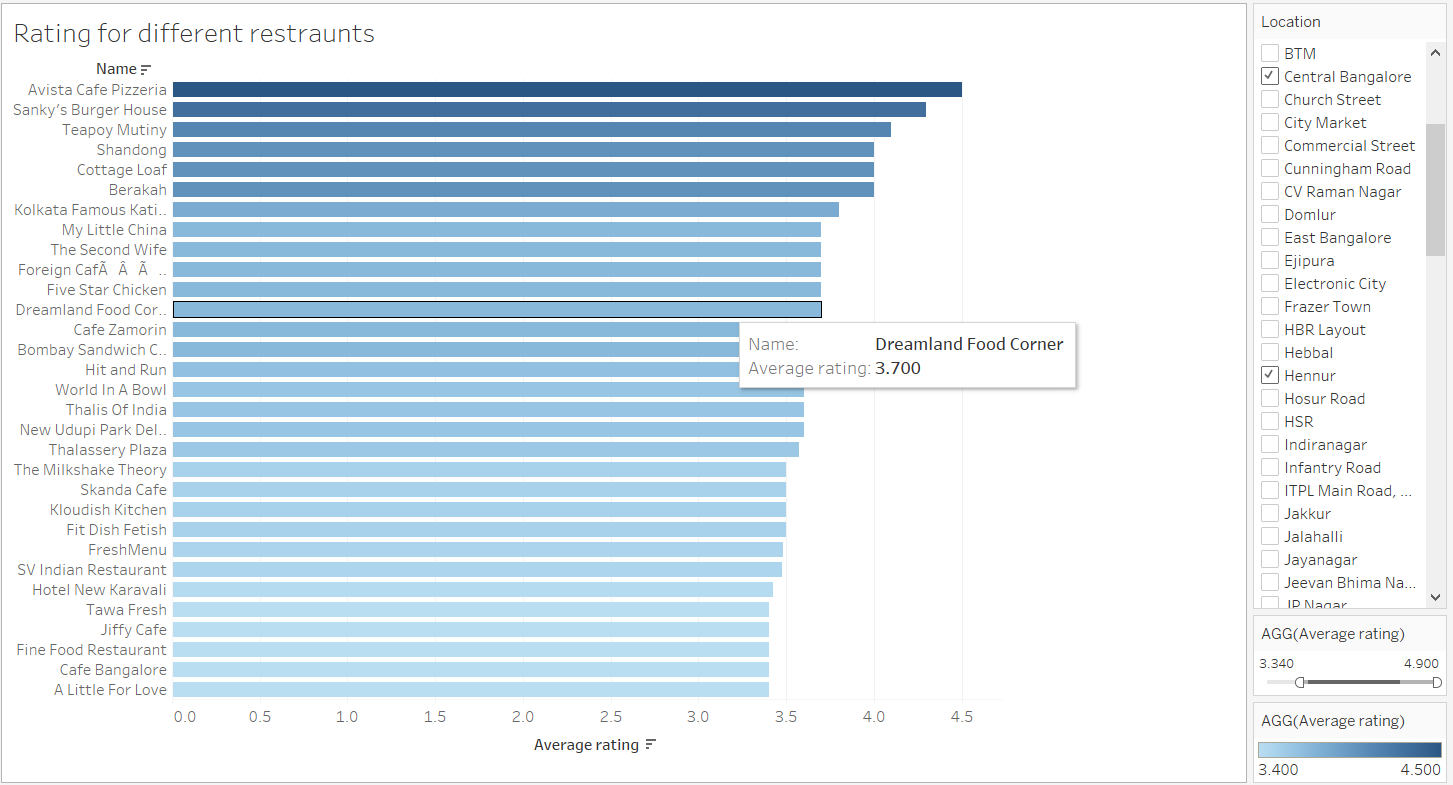 Rating for different restraunts
Name
Avista Cafe Pizzeria
Sanky's Burger House
Teapoy Mutiny
Shandong
Cottage Loaf
Berakah
Kolkata Famous Kati..
My Little China
The Second Wife
Foreign CafÃ Â Ã ..
Five Star Chicken
Dreamland Food Cor..
Cafe Zamorin
Bombay Sandwich C..
Hit and Run
World In A Bowl
Thalis Of India
New Udupi Park Del..
Thalassery Plaza
The Milkshake Theory
Skanda Cafe
Kloudish Kitchen
Fit Dish Fetish
FreshMenu
SV Indian Restaurant
Hotel New Karavali
Tawa Fresh
Jiffy Cafe
Fine Food Restaurant
Cafe Bangalore
A Little For Love
0.0 0.5 1.0 1.5 2.0 2.5 3.0 3.5 4.0 4.5
Average rating
Name: Dreamland Food Corner
Average rating: 3.700
Location
BTM
Central Bangalore
Church Street
City Market
Commercial Street
Cunningham Road
CV Raman Nagar
Domlur
East Bangalore
Ejipura
Electronic City
Frazer Town
HBR Layout
Hebbal
Hennur
Hosur Road
HSR
Indiranagar
Infantry Road
ITPL Main Road, ...
Jakkur
Jalahalli
Jayanagar
Jeevan Bhima Na...
JP Nagar
AGG(Average rating)
3.340 4.900
AGG(Average rating)
3.400 4.500